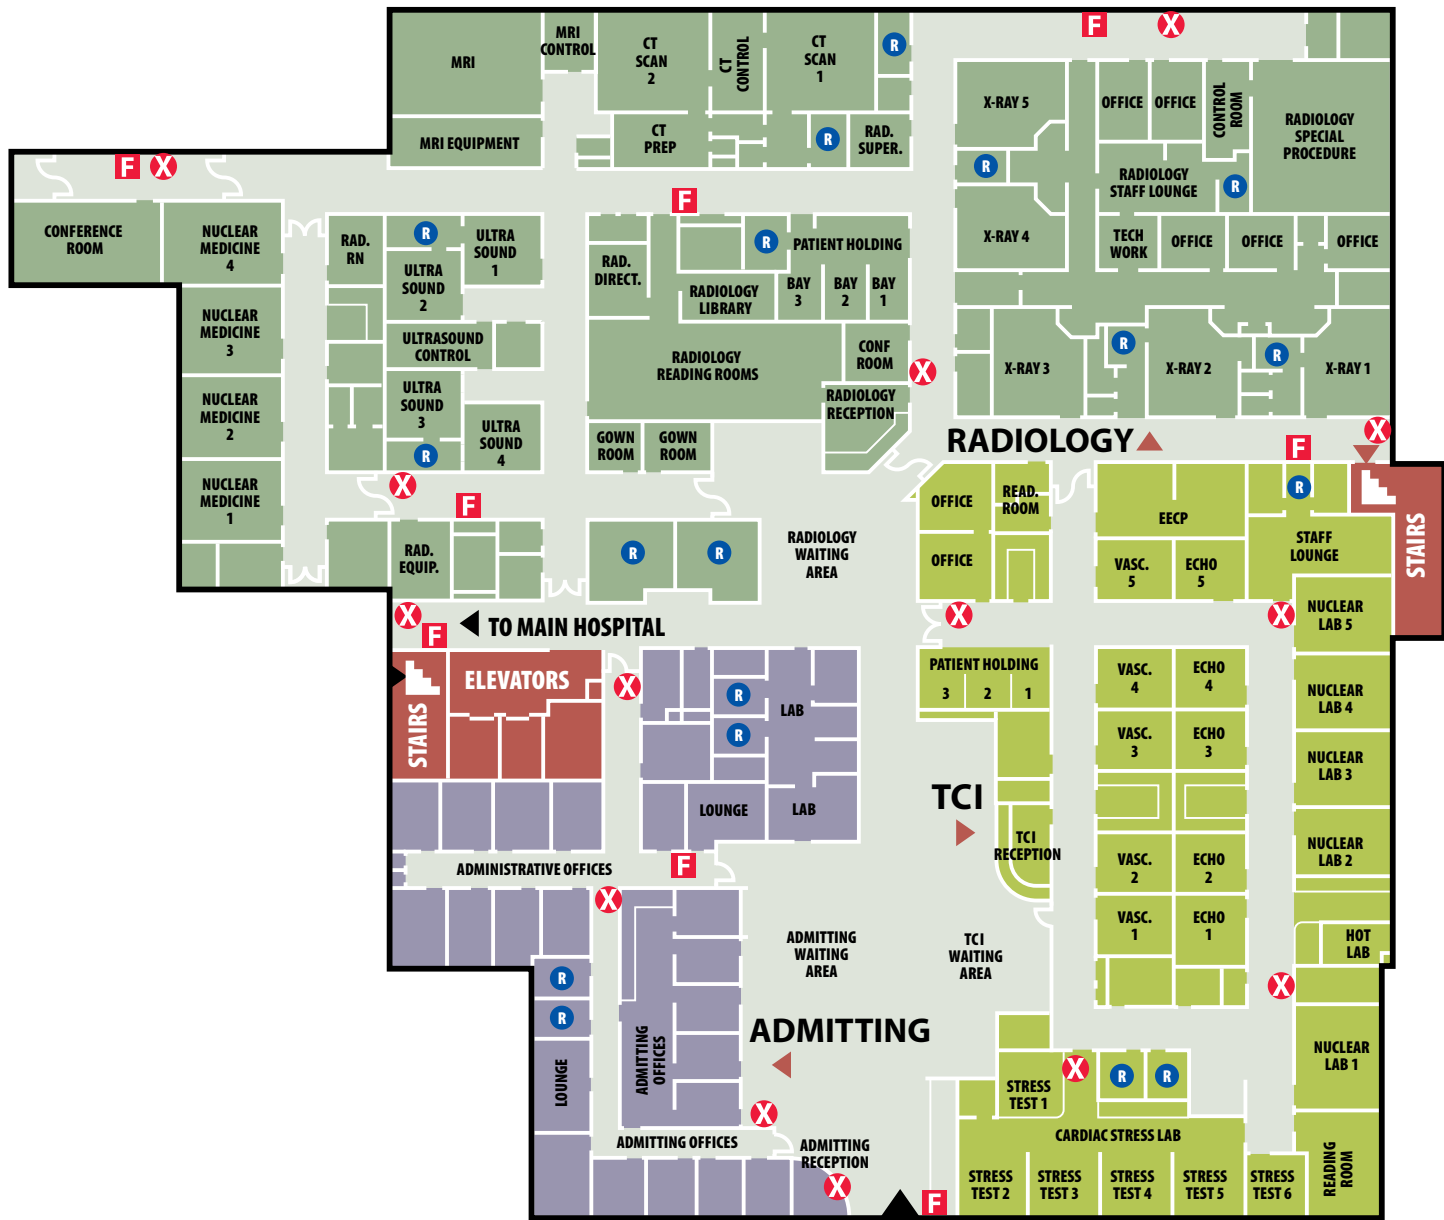 F
X
MRI
MRI
CONTROL
CT
SCAN
2
CT
CONTROL
CT
SCAN
1
R
MRI EQUIPMENT
CT
PREP
R
RAD.
SUPER.
X-RAY 5
OFFICE
OFFICE
CONTROL
ROOM
RADIOLOGY
SPECIAL
PROCEDURE
R
RADIOLOGY
STAFF LOUNGE
R
X-RAY 4
TECH
WORK
OFFICE
OFFICE
OFFICE
F
X
F
CONFERENCE
ROOM
NUCLEAR
MEDICINE
4
RAD.
RN
R
ULTRA
SOUND
1
ULTRA
SOUND
2
RAD.
DIRECT.
R
PATIENT HOLDING
RADIOLOGY
LIBRARY
BAY
3
BAY
2
BAY
1
NUCLEAR
MEDICINE
3
ULTRASOUND
CONTROL
RADIOLOGY
READING ROOMS
CONF
ROOM
X
X-RAY 3
R
X-RAY 2
R
X-RAY 1
NUCLEAR
MEDICINE
2
ULTRA
SOUND
3
RADIOLOGY
RECEPTION
ULTRA
SOUND
4
R
GOWN
ROOM
GOWN
ROOM
RADIOLOGY
F
X
NUCLEAR
MEDICINE
1
X
F
RAD.
EQUIP.
R
R
RADIOLOGY
WAITING
AREA
OFFICE
READ.
ROOM
OFFICE
EECP
R
STAFF
LOUNGE
STAIRS
VASC.
5
ECHO
5
X
F
TO MAIN HOSPITAL
X
X
NUCLEAR
LAB 5
STAIRS
ELEVATORS
X
R
R
LAB
LOUNGE
LAB
PATIENT HOLDING
3
2
1
VASC.
4
ECHO
4
NUCLEAR
LAB 4
VASC.
3
ECHO
3
NUCLEAR
LAB 3
TCI
TCI
RECEPTION
VASC.
2
ECHO
2
NUCLEAR
LAB 2
ADMINISTRATIVE OFFICES
F
X
VASC.
1
ECHO
1
HOT
LAB
ADMITTING
WAITING
AREA
TCI
WAITING
AREA
R
R
X
ADMITTING
LOUNGE
ADMITTING
OFFICES
NUCLEAR
LAB 1
STRESS
TEST 1
X
R
R
X
ADMITTING OFFICES
ADMITTING
RECEPTION
X
CARDIAC STRESS LAB
STRESS
TEST 2
STRESS
TEST 3
STRESS
TEST 4
STRESS
TEST 5
STRESS
TEST 6
READING
ROOM
F